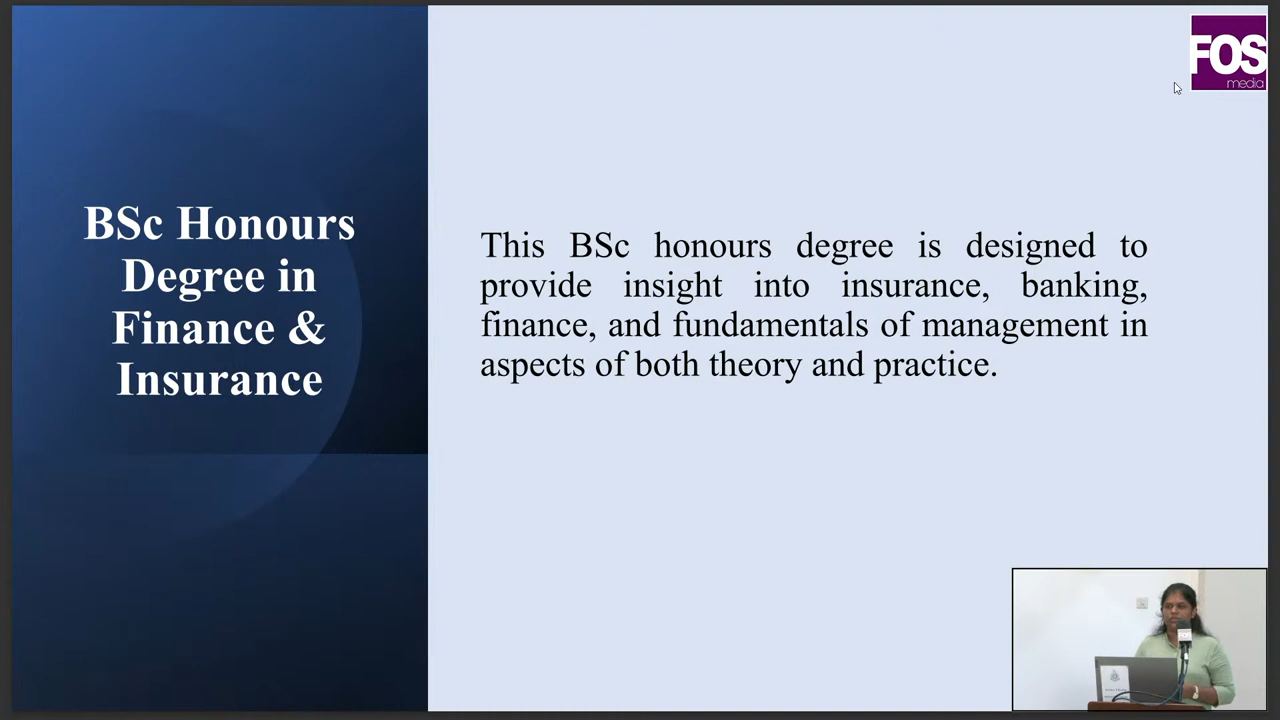 BSc Honours
Degree in
Finance &
Insurance
This BSc honours degree is designed to
provide insight into insurance, banking,
finance, and fundamentals of management in
aspects of both theory and practice.
FOS
media
FOS